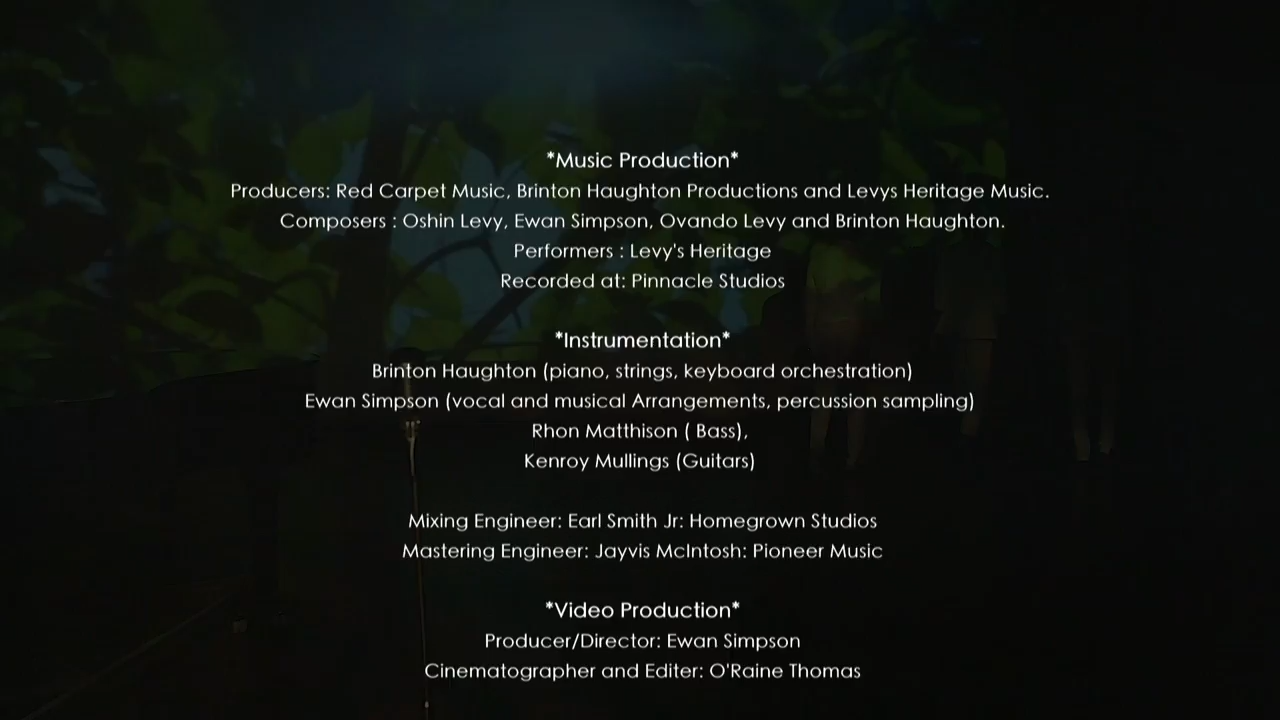 *Music Production*
Producers: Red Carpet Music, Brinton Haughton Productions and Levys Heritage Music.
Composers : Oshin Levy, Ewan Simpson, Ovando Levy and Brinton Haughton.
Performers : Levy's Heritage
Recorded at: Pinnacle Studios
*Instrumentation*
Brinton Haughton (piano, strings, keyboard orchestration)
Ewan Simpson (vocal and musical Arrangements, percussion sampling)
Rhon Matthison ( Bass),
Kenroy Mullings (Guitars)
Mixing Engineer: Earl Smith Jr: Homegrown Studios
Mastering Engineer: Jayvis McIntosh: Pioneer Music
*Video Production*
Producer/Director: Ewan Simpson
Cinematographer and Editer: O'Raine Thomas